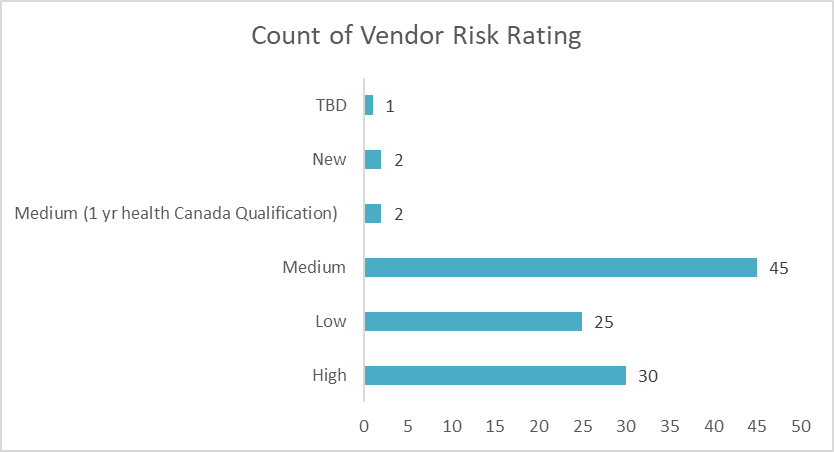 Count of Vendor Risk Rating
TBD 1
New 2
Medium (1 yr health Canada Qualification) 2
Medium 45
Low 25
High 30
0 5 10 15 20 25 30 35 40 45 50